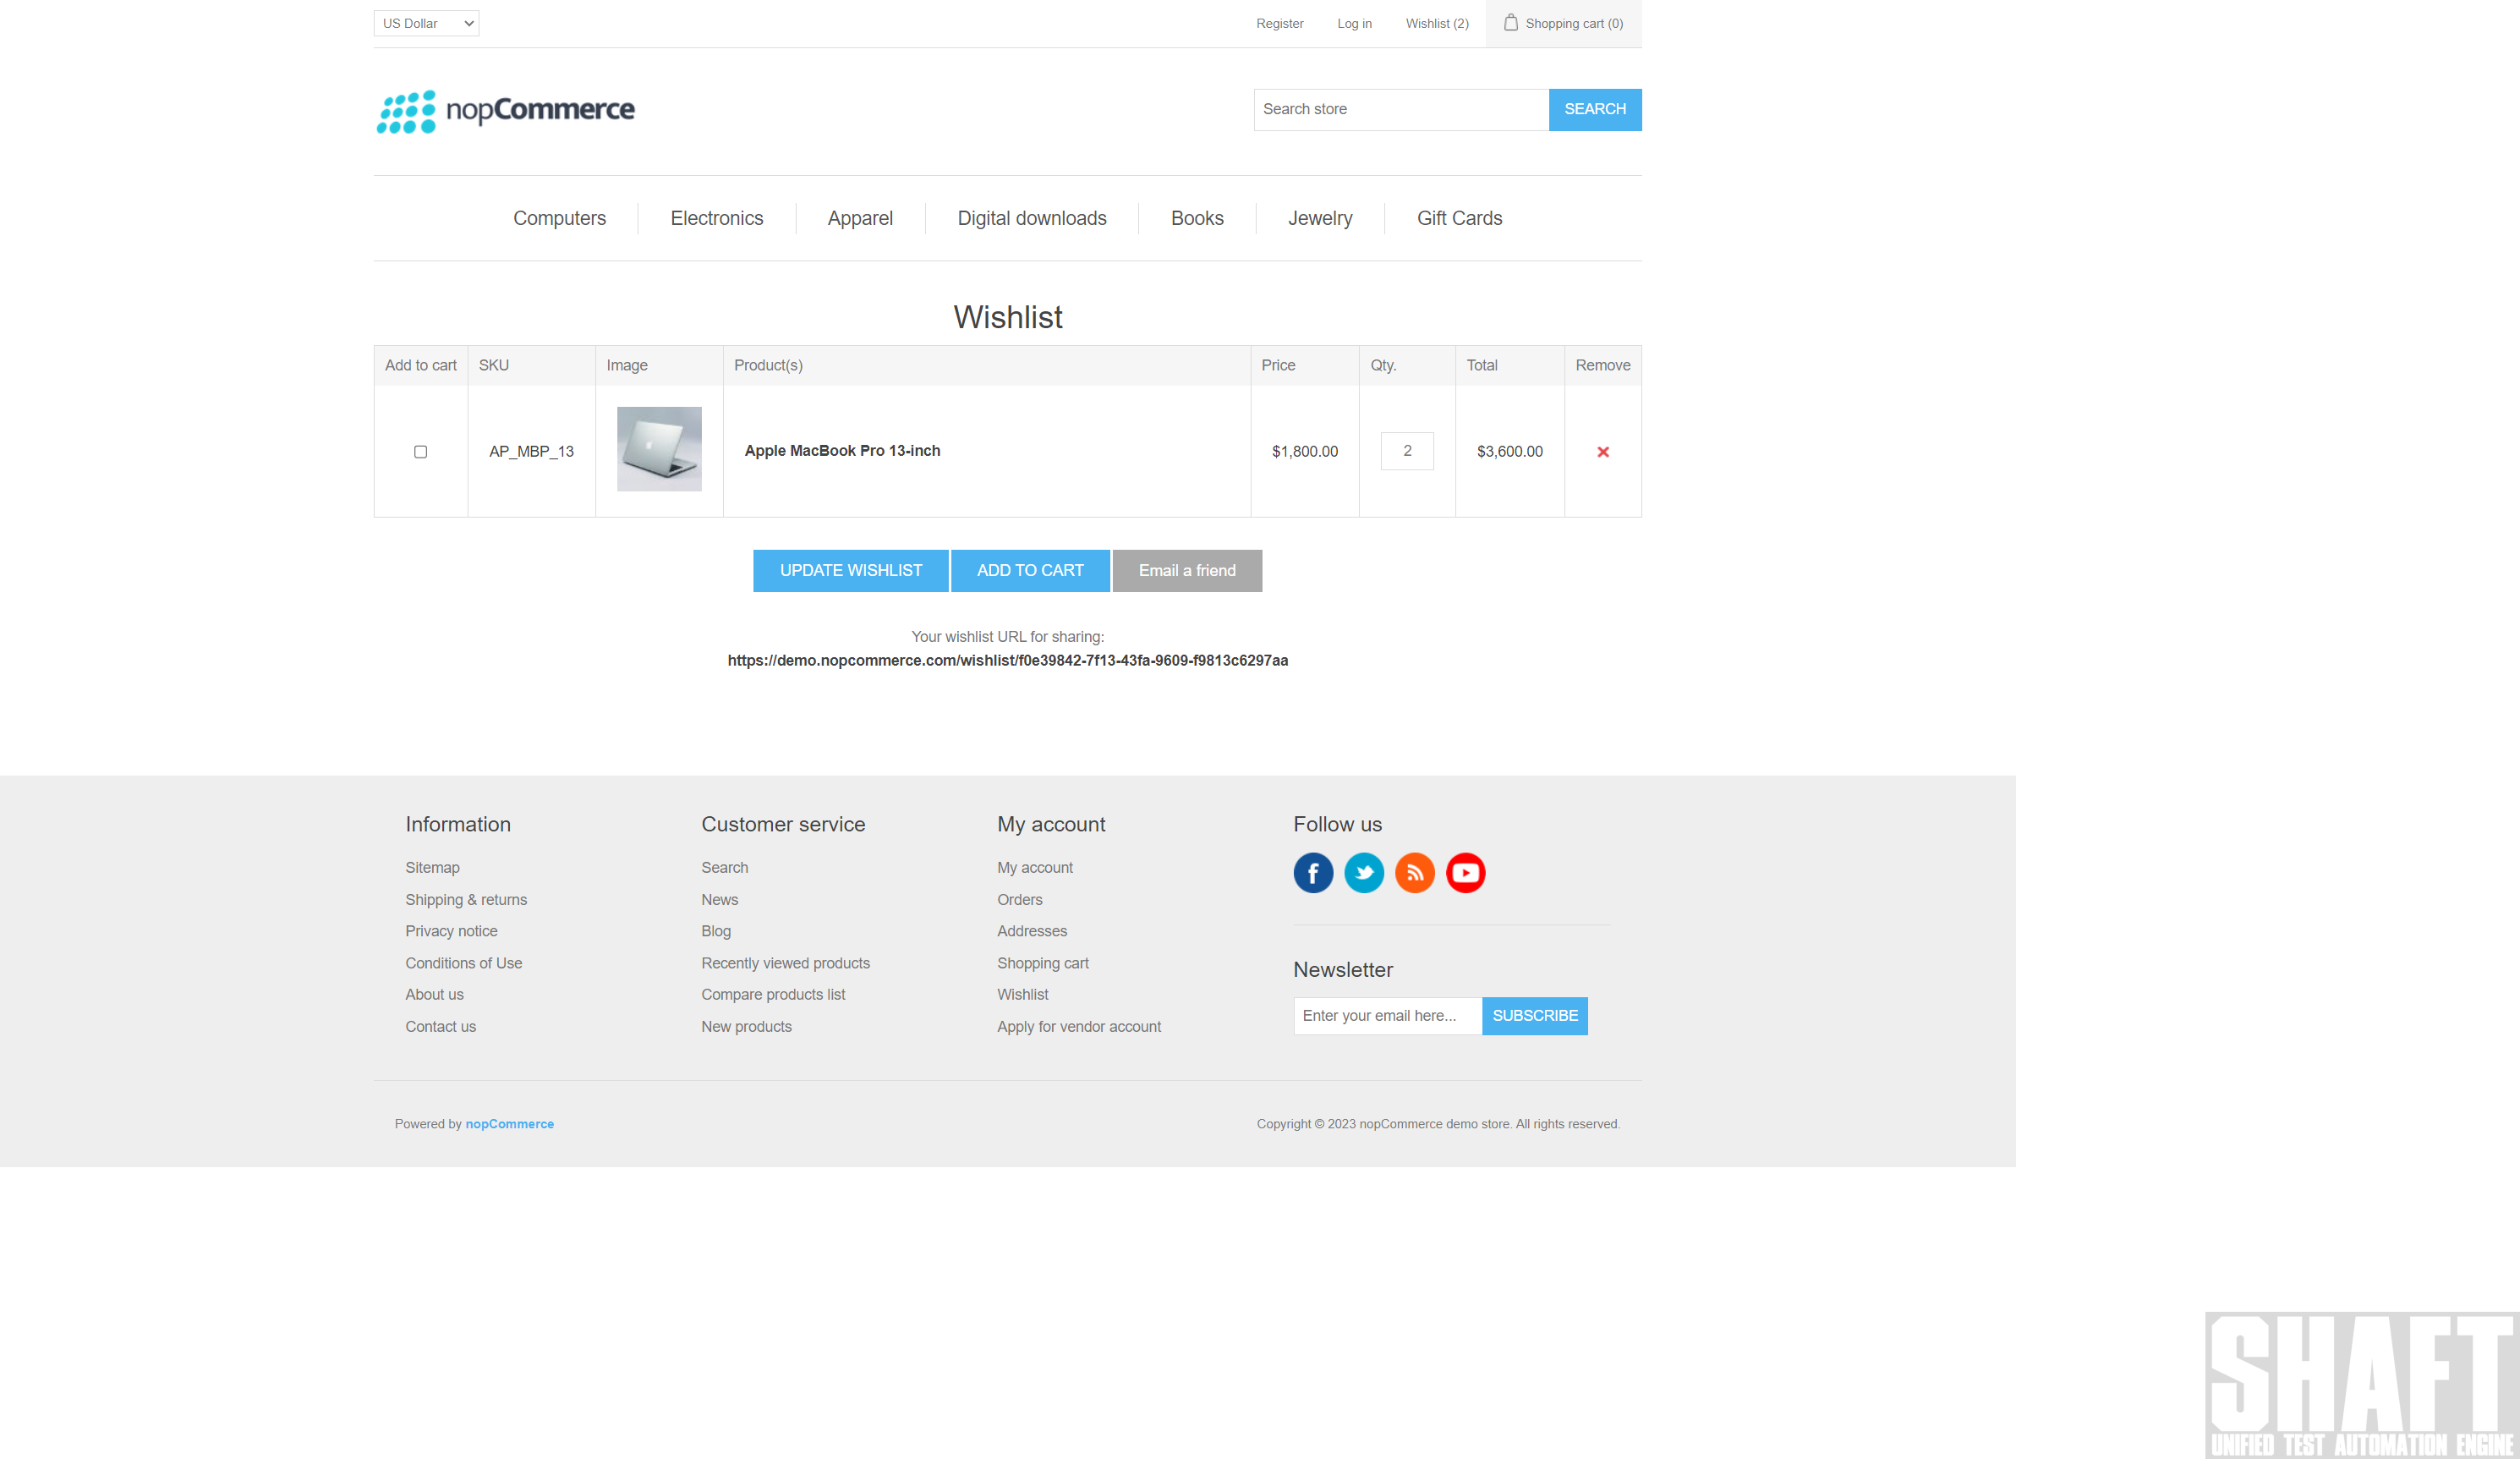 US Dollar
Register Log in Wishlist (2) Shopping cart (0)
nopCommerce
Search store SEARCH
Computers Electronics Apparel Digital downloads Books Jewelry Gift Cards
Wishlist
Add to cart SKU Image Product(s) Price Qty. Total Remove
AP_MBP_13 Apple MacBook Pro 13-inch $1,800.00 2 $3,600.00
UPDATE WISHLIST ADD TO CART Email a friend
Your wishlist URL for sharing:
https://demo.nopcommerce.com/wishlist/f0e39842-7f13-43fa-9609-f9813c6297aa
Information
Sitemap
Shipping & returns
Privacy notice
Conditions of Use
About us
Contact us
Customer service
Search
News
Blog
Recently viewed products
Compare products list
New products
My account
My account
Orders
Addresses
Shopping cart
Wishlist
Apply for vendor account
Follow us
Newsletter
Enter your email here... SUBSCRIBE
Powered by nopCommerce
Copyright © 2023 nopCommerce demo store. All rights reserved.
SHAFT
UNIFIED TEST AUTOMATION ENGINE